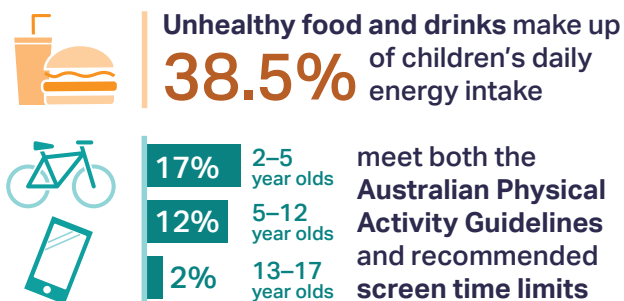 Unhealthy food and drinks make up
38.5% of children’s daily
energy intake
17% 2–5
year olds
12% 5–12
year olds
2% 13–17
year olds
meet both the
Australian Physical
Activity Guidelines
and recommended
screen time limits